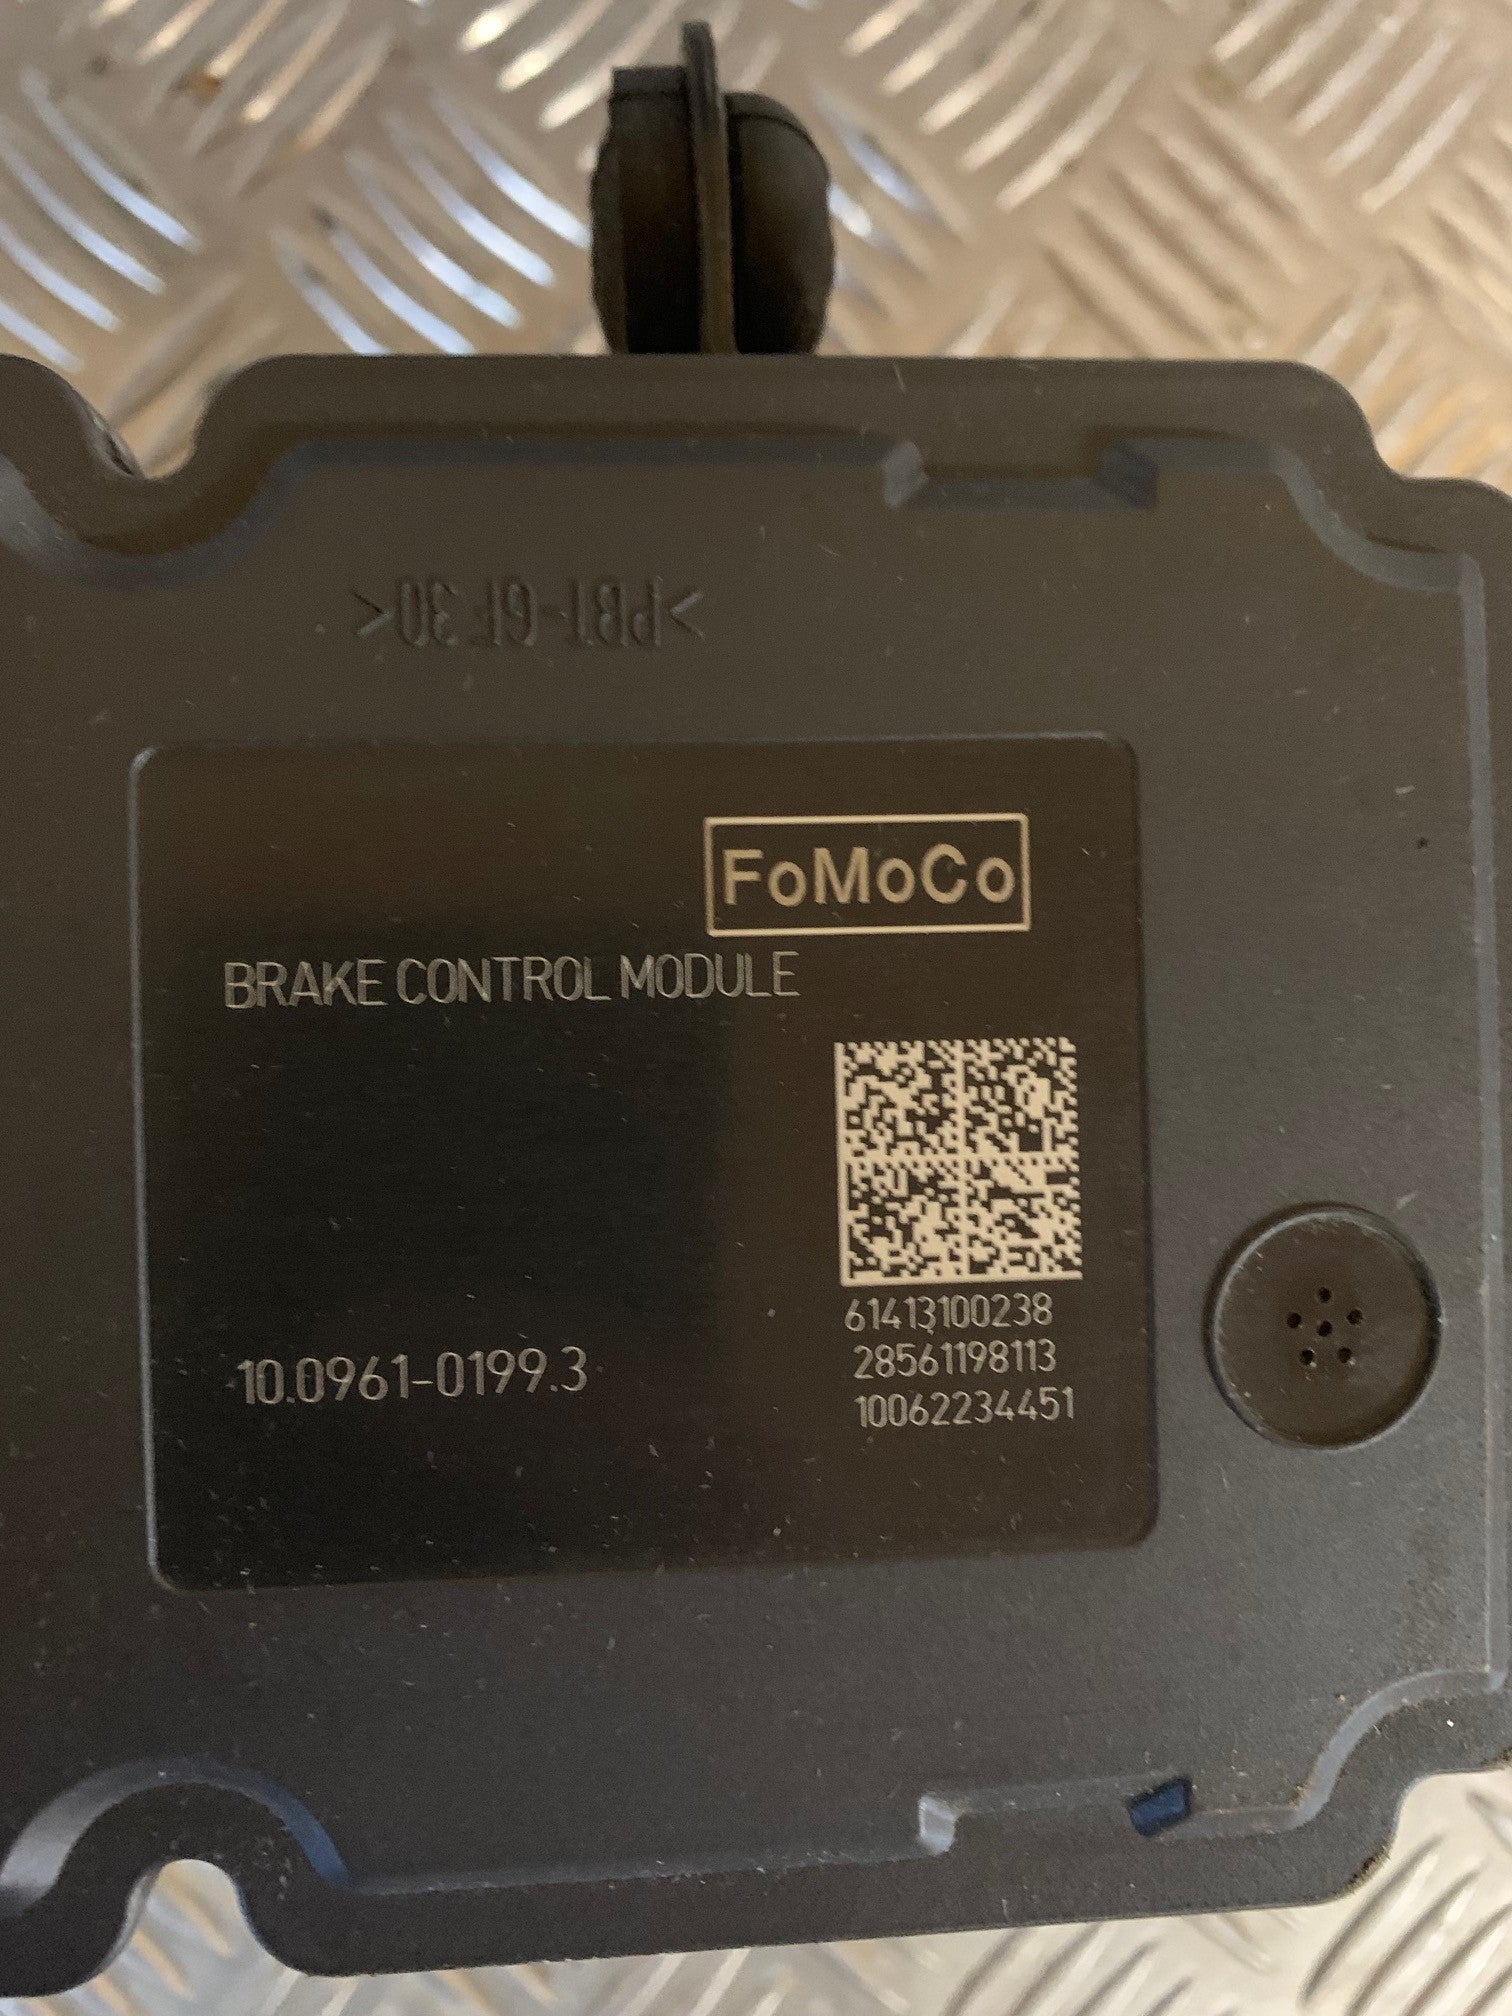 >PBT-GF30<
FoMoCo
BRAKE CONTROL MODULE
61413100238
28561198113
10.0961-0199.3
10062234451